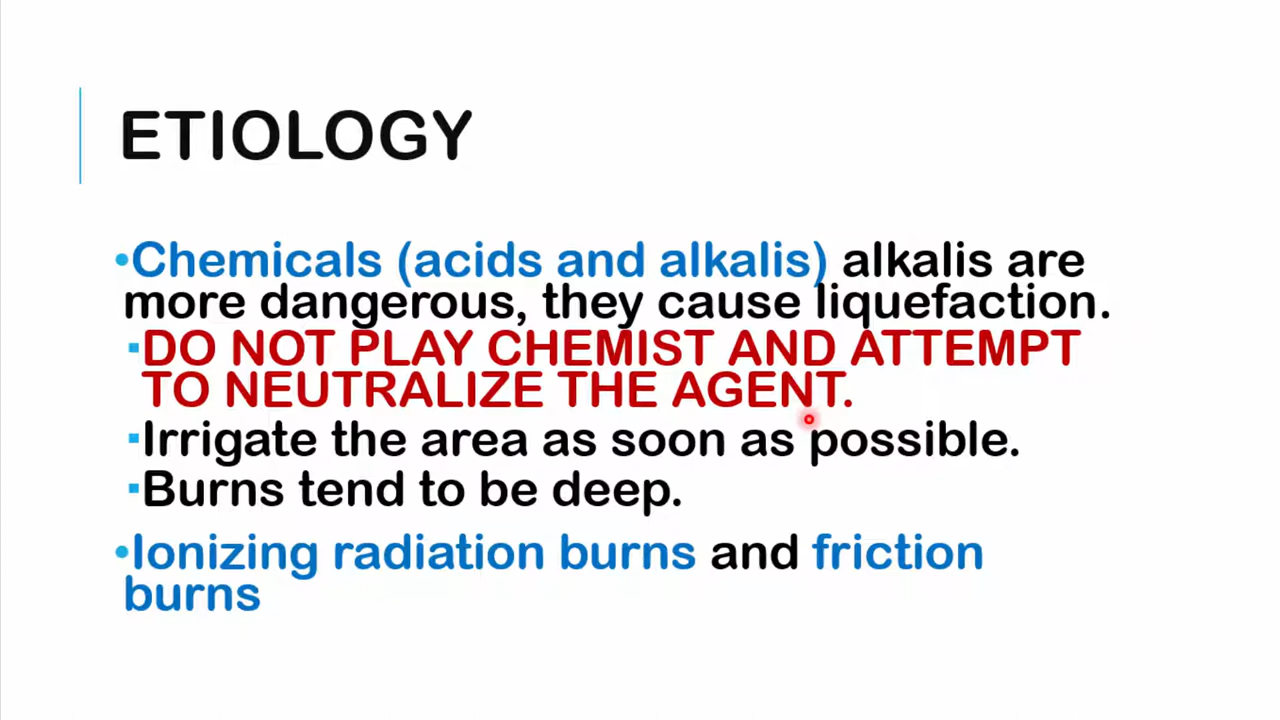 ETIOLOGY
•Chemicals (acids and alkalis) alkalis are
more dangerous, they cause liquefaction.
▪DO NOT PLAY CHEMIST AND ATTEMPT
TO NEUTRALIZE THE AGENT.
▪Irrigate the area as soon as possible.
▪Burns tend to be deep.
•Ionizing radiation burns and friction
burns